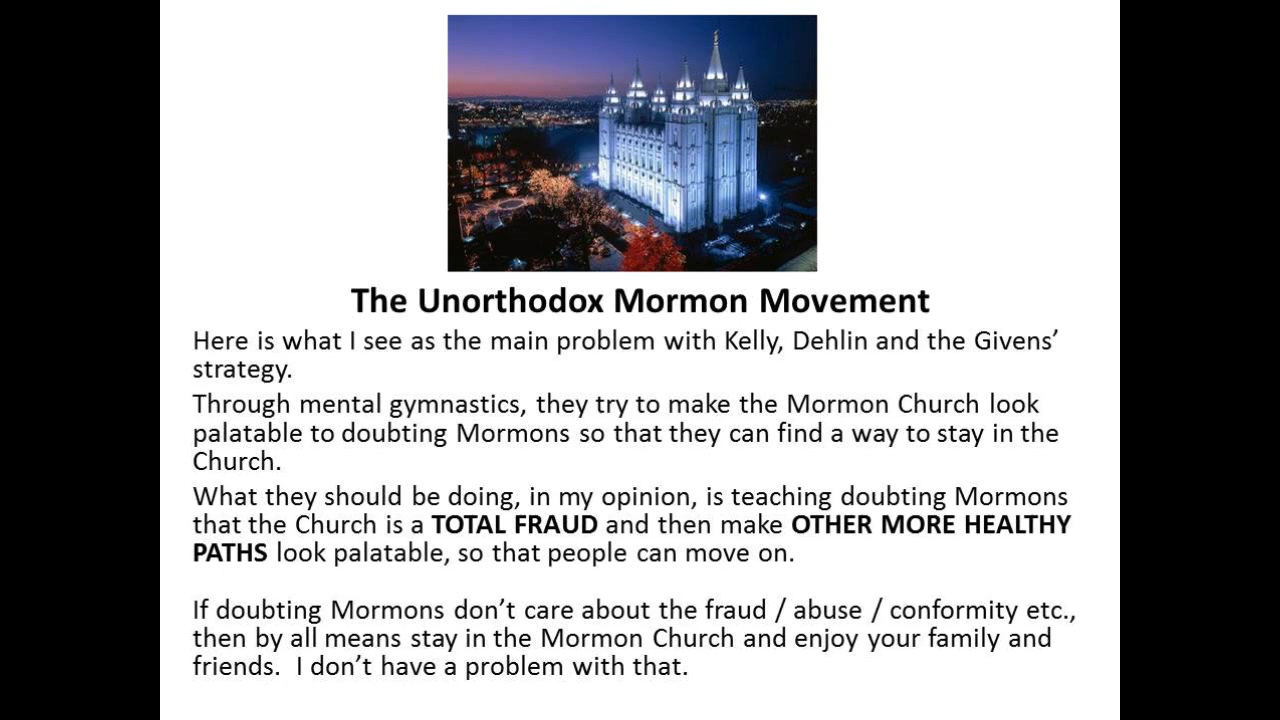 The Unorthodox Mormon Movement
Here is what I see as the main problem with Kelly, Dehlin and the Givens’
strategy.
Through mental gymnastics, they try to make the Mormon Church look
palatable to doubting Mormons so that they can find a way to stay in the
Church.
What they should be doing, in my opinion, is teaching doubting Mormons
that the Church is a TOTAL FRAUD and then make OTHER MORE HEALTHY
PATHS look palatable, so that people can move on.
If doubting Mormons don’t care about the fraud / abuse / conformity etc.,
then by all means stay in the Mormon Church and enjoy your family and
friends.  I don’t have a problem with that.